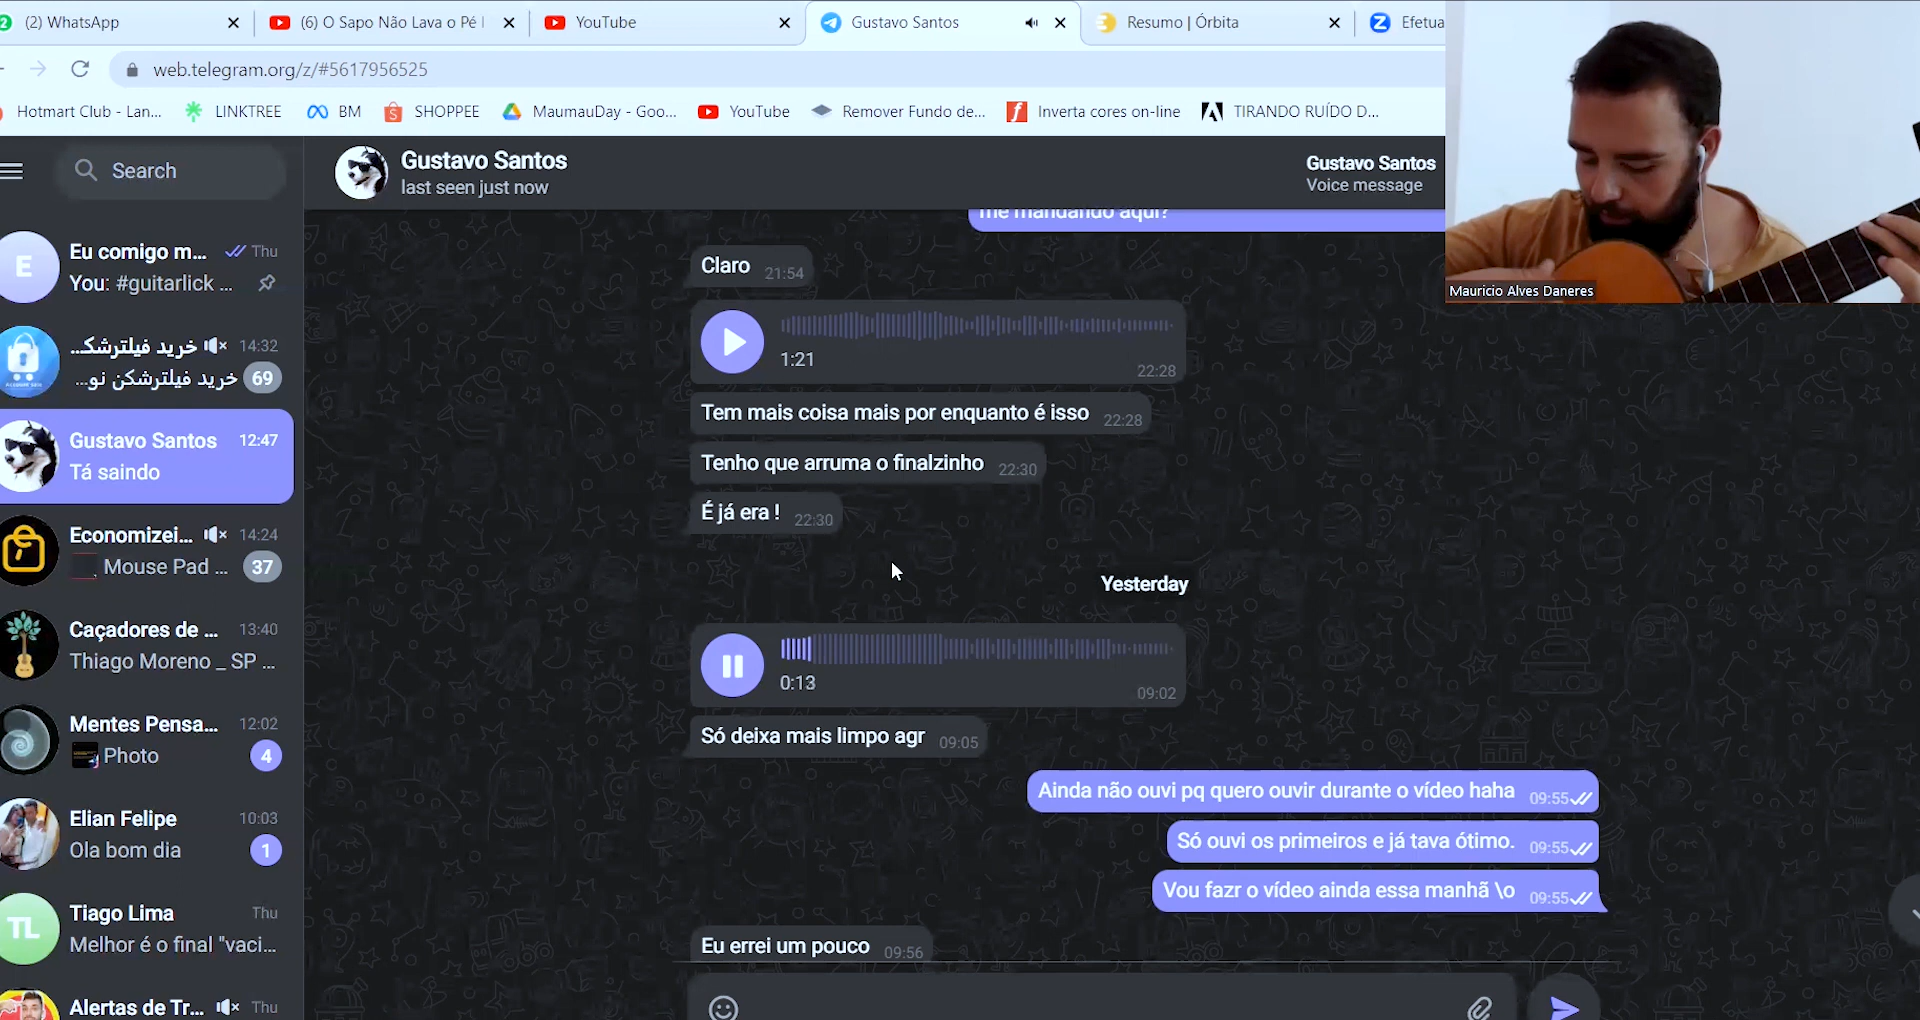 (2) WhatsApp
(6) O Sapo Não Lava o Pé
YouTube
Gustavo Santos
Resumo | Órbita
Efetua
web.telegram.org/z/#5617956525
Hotmart Club - Lan...
LINKTREE
BM
SHOPPEE
MaumauDay - Goo...
YouTube
Remover Fundo de...
Inverta cores on-line
TIRANDO RUÍDO D...
Search
Gustavo Santos
last seen just now
Gustavo Santos
Voice message
Mauricio Alves Daneres
E
Eu comigo m... Thu
You: #guitarlick ...
خرید فیلترشک... 14:32
خرید فیلترشکن نو... 69
Gustavo Santos 12:47
Tá saindo
Economizei... 14:24
Mouse Pad ... 37
Caçadores de ... 13:40
Thiago Moreno _ SP ...
Mentes Pensa... 12:02
Photo 4
Elian Felipe 10:03
Ola bom dia 1
TL
Tiago Lima Thu
Melhor é o final "vaci...
Alertas de Tr... Thu
me mandando aqui?
Claro 21:54
1:21 22:28
Tem mais coisa mais por enquanto é isso 22:28
Tenho que arruma o finalzinho 22:30
É já era ! 22:30
Yesterday
0:13 09:02
Só deixa mais limpo agr 09:05
Ainda não ouvi pq quero ouvir durante o vídeo haha 09:55
Só ouvi os primeiros e já tava ótimo. 09:55
Vou fazr o vídeo ainda essa manhã \o 09:55
Eu errei um pouco 09:56